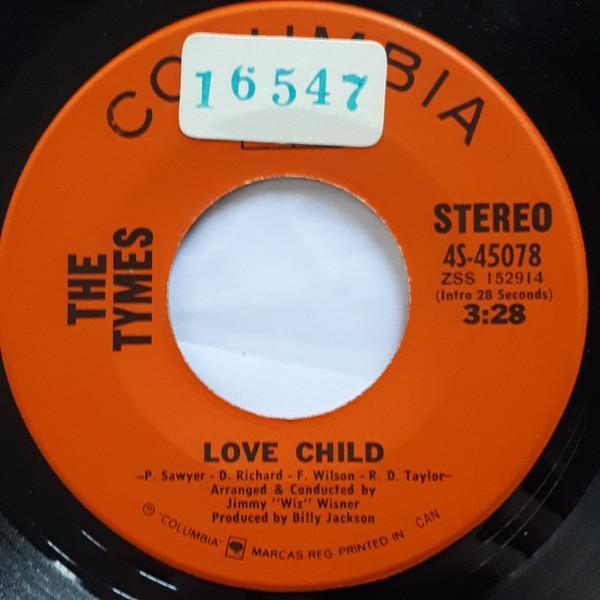 COLUMBIA
16547
THE
TYMES
STEREO
4S-45078
ZSS 152914
(Intro 28 Seconds)
3:28
LOVE CHILD
-P. Sawyer - D. Richard - F. Wilson - R. D. Taylor-
Arranged & Conducted by
Jimmy "Wiz" Wisner
Produced by Billy Jackson
℗ "COLUMBIA" MARCAS REG. PRINTED IN CAN